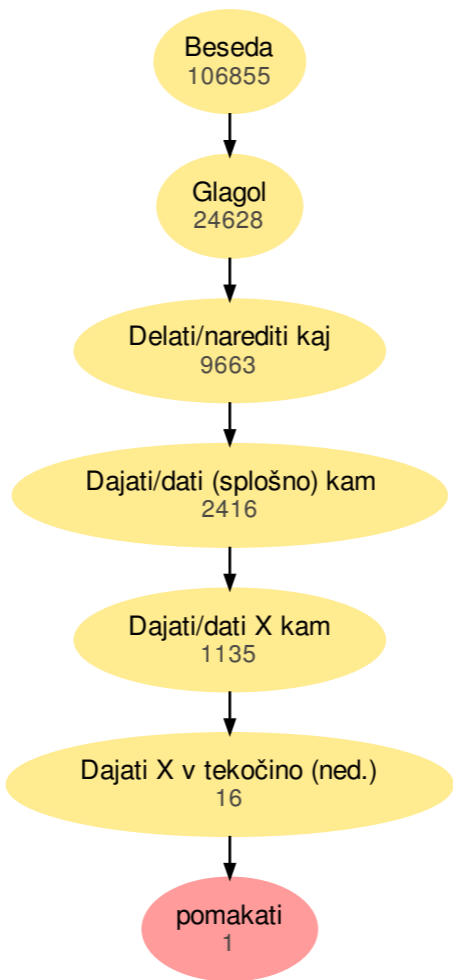 Beseda
106855
Glagol
24628
Delati/narediti kaj
9663
Dajati/dati (splošno) kam
2416
Dajati/dati X kam
1135
Dajati X v tekočino (ned.)
16
pomakati
1